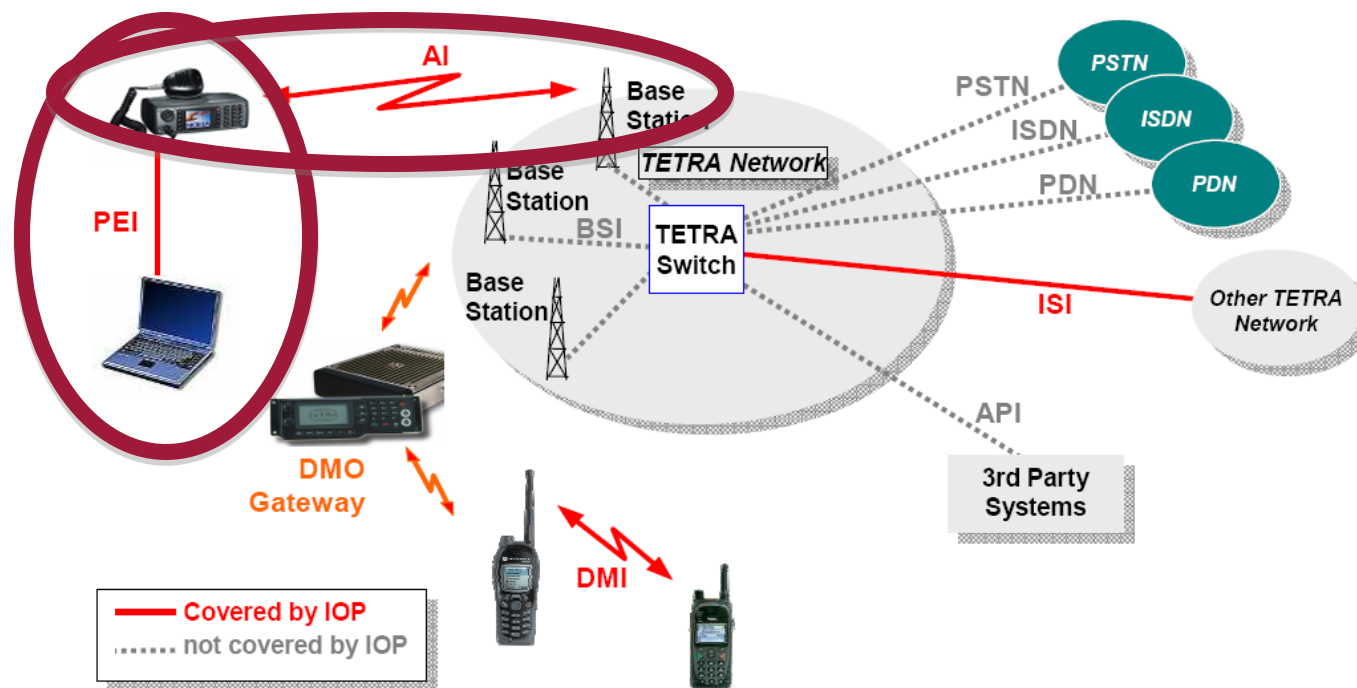 AI
Base
Station
TETRA Network
PSTN
ISDN
PDN
PSTN
ISDN
PDN
Base
Station
BSI
TETRA
Switch
PEI
Base
Station
ISI
Other TETRA
Network
API
3rd Party
Systems
DMO
Gateway
DMI
Covered by IOP
not covered by IOP